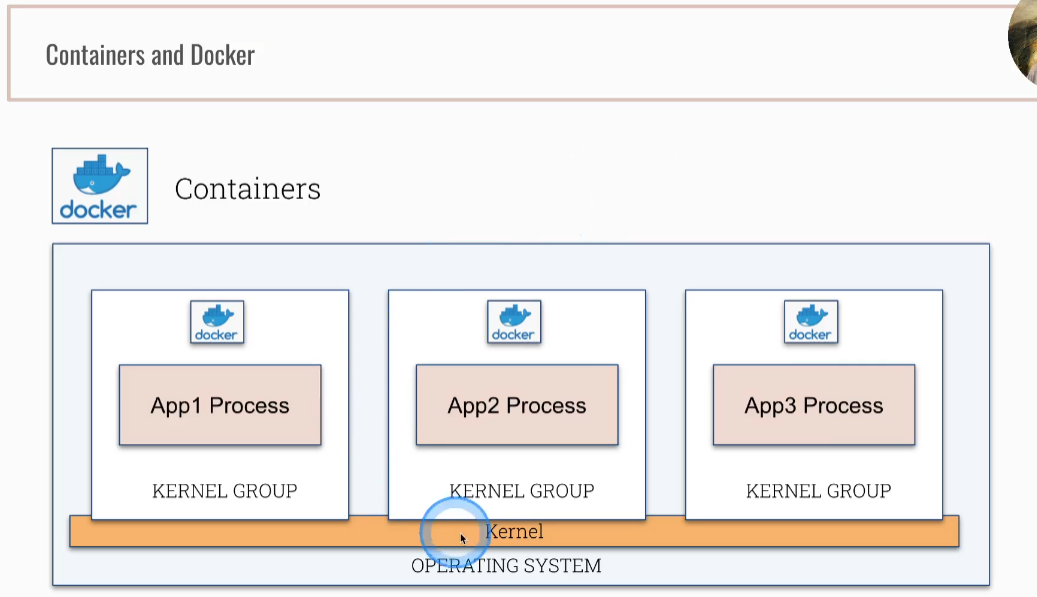 Containers and Docker
docker
Containers
docker
docker
docker
App1 Process
App2 Process
App3 Process
KERNEL GROUP
KERNEL GROUP
KERNEL GROUP
Kernel
OPERATING SYSTEM